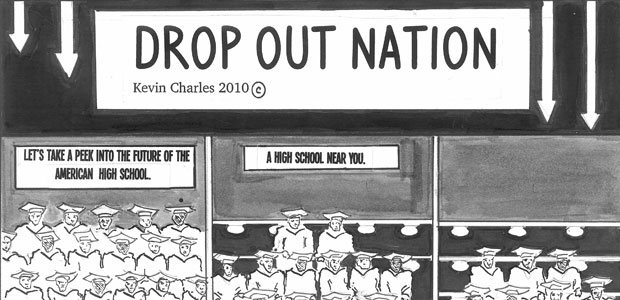 DROP OUT NATION
Kevin Charles 2010©
LET'S TAKE A PEEK INTO THE FUTURE OF THE
AMERICAN HIGH SCHOOL.
A HIGH SCHOOL NEAR YOU.